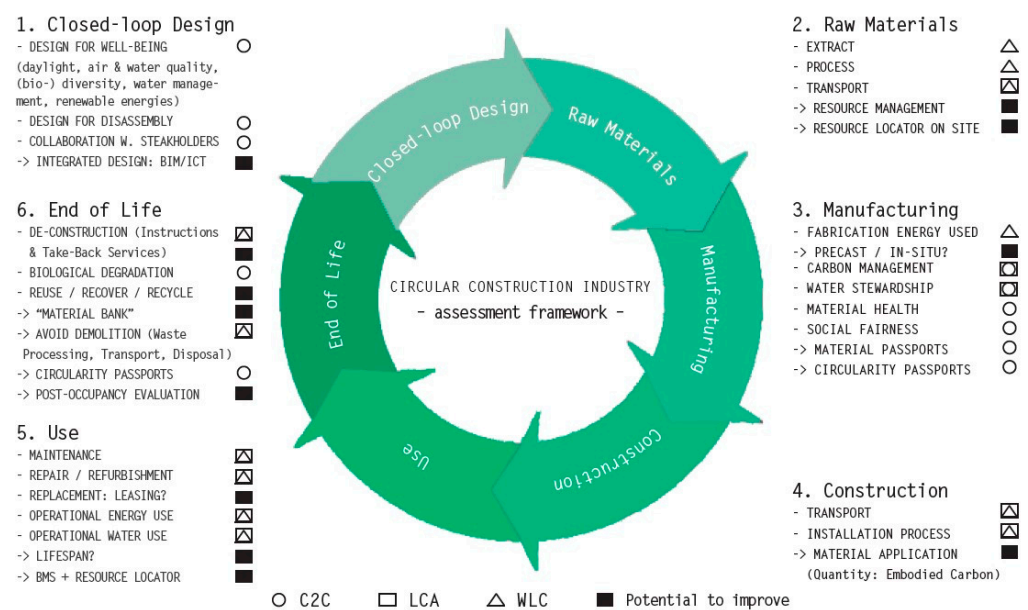 1. Closed-loop Design
- DESIGN FOR WELL-BEING
(daylight, air & water quality,
(bio-) diversity, water manage-
ment, renewable energies)
- DESIGN FOR DISASSEMBLY
- COLLABORATION W. STEAKHOLDERS
-> INTEGRATED DESIGN: BIM/ICT
2. Raw Materials
- EXTRACT
- PROCESS
- TRANSPORT
-> RESOURCE MANAGEMENT
-> RESOURCE LOCATOR ON SITE
3. Manufacturing
- FABRICATION ENERGY USED
-> PRECAST / IN-SITU?
- CARBON MANAGEMENT
- WATER STEWARDSHIP
- MATERIAL HEALTH
- SOCIAL FAIRNESS
-> MATERIAL PASSPORTS
-> CIRCULARITY PASSPORTS
4. Construction
- TRANSPORT
- INSTALLATION PROCESS
-> MATERIAL APPLICATION
(Quantity: Embodied Carbon)
5. Use
- MAINTENANCE
- REPAIR / REFURBISHMENT
- REPLACEMENT: LEASING?
- OPERATIONAL ENERGY USE
- OPERATIONAL WATER USE
-> LIFESPAN?
-> BMS + RESOURCE LOCATOR
6. End of Life
- DE-CONSTRUCTION (Instructions
& Take-Back Services)
- BIOLOGICAL DEGRADATION
- REUSE / RECOVER / RECYCLE
-> “MATERIAL BANK”
-> AVOID DEMOLITION (Waste
Processing, Transport, Disposal)
-> CIRCULARITY PASSPORTS
-> POST-OCCUPANCY EVALUATION
Closed-loop Design
Raw Materials
Manufacturing
Construction
Use
End of Life
CIRCULAR CONSTRUCTION INDUSTRY
- assessment framework -
C2C LCA WLC Potential to improve